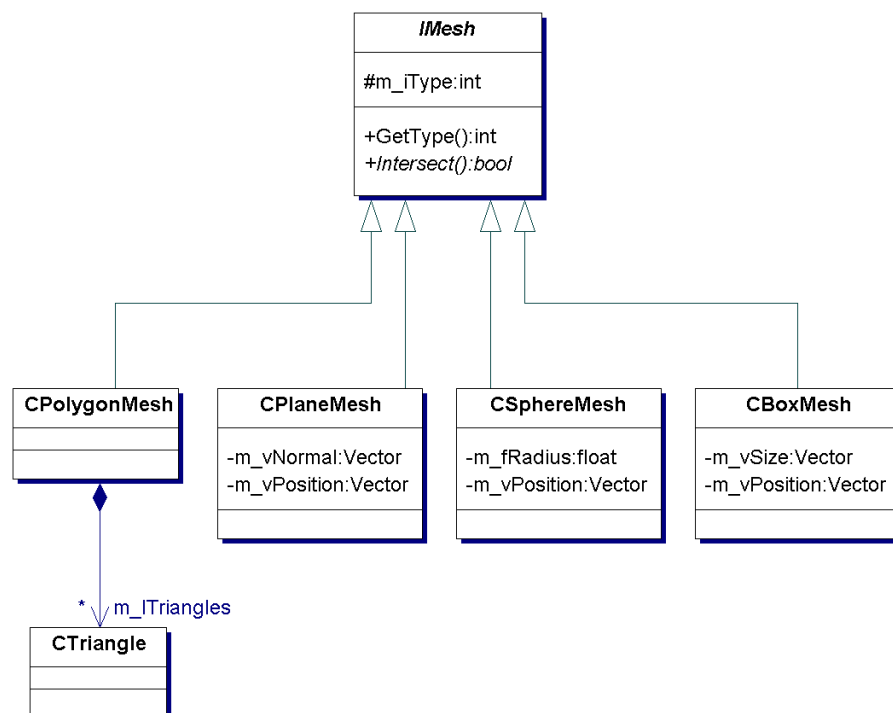 IMesh
#m_iType:int
+GetType():int
+Intersect():bool
CPolygonMesh
CPlaneMesh
-m_vNormal:Vector
-m_vPosition:Vector
CSphereMesh
-m_fRadius:float
-m_vPosition:Vector
CBoxMesh
-m_vSize:Vector
-m_vPosition:Vector
* m_lTriangles
CTriangle